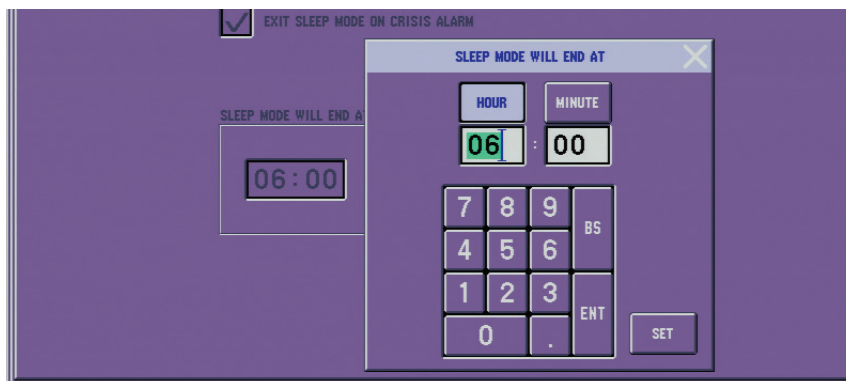 EXIT SLEEP MODE ON CRISIS ALARM
SLEEP MODE WILL END AT
HOUR MINUTE
06 : 00
SLEEP MODE WILL END A
06:00
7 8 9 BS
4 5 6
1 2 3 ENT
0 .
SET